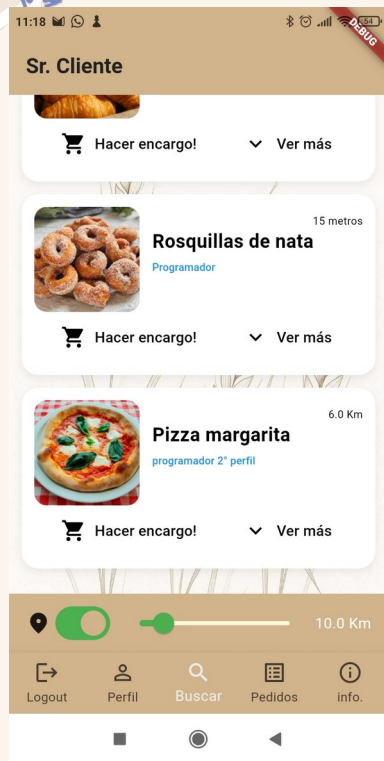 11:18
54
DEBUG
Sr. Cliente
Hacer encargo!
Ver más
15 metros
Rosquillas de nata
Programador
Hacer encargo!
Ver más
6.0 Km
Pizza margarita
programador 2° perfil
Hacer encargo!
Ver más
10.0 Km
Logout
Perfil
Buscar
Pedidos
info.